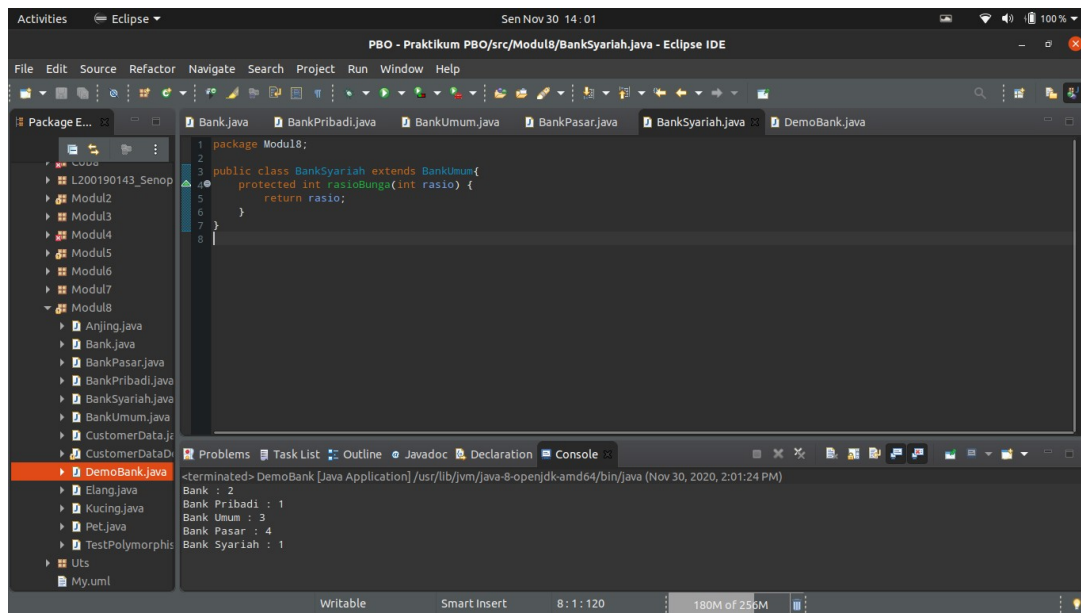 Activities Eclipse Sen Nov 30 14:01 100 %
PBO - Praktikum PBO/src/Modul8/BankSyariah.java - Eclipse IDE
File Edit Source Refactor Navigate Search Project Run Window Help
Package E...
Bank.java BankPribadi.java BankUmum.java BankPasar.java BankSyariah.java DemoBank.java
L200190143_Senop
Modul2
Modul3
Modul4
Modul5
Modul6
Modul7
Modul8
Anjing.java
Bank.java
BankPasar.java
BankPribadi.java
BankSyariah.java
BankUmum.java
CustomerData.ja
CustomerDataDe
DemoBank.java
Elang.java
Kucing.java
Pet.java
TestPolymorphis
Uts
My.uml
1 package Modul8;
2
3 public class BankSyariah extends BankUmum{
4 protected int rasioBunga(int rasio) {
5 return rasio;
6 }
7 }
8
Problems Task List Outline Javadoc Declaration Console
<terminated> DemoBank [Java Application] /usr/lib/jvm/java-8-openjdk-amd64/bin/java (Nov 30, 2020, 2:01:24 PM)
Bank : 2
Bank Pribadi : 1
Bank Umum : 3
Bank Pasar : 4
Bank Syariah : 1
Writable Smart Insert 8:1:120 180M of 256M